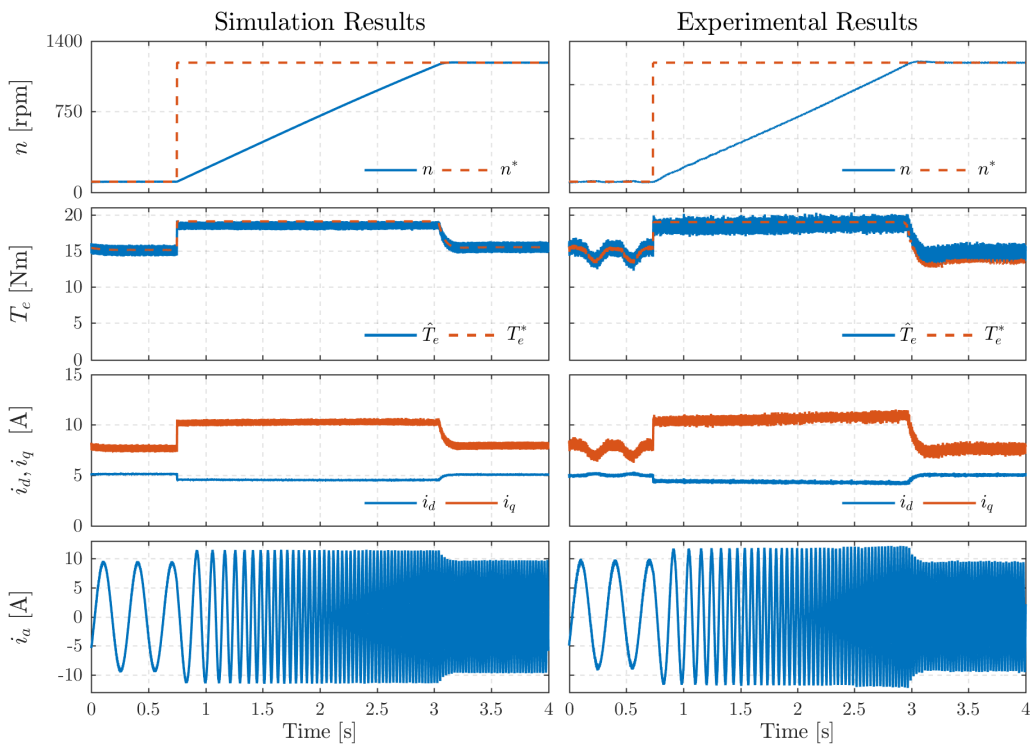 Simulation Results
Experimental Results
1400
750
0
n [rpm]
n
n*
n
n*
20
15
10
5
0
T_e [Nm]
T̂_e
T_e^*
T̂_e
T_e^*
15
10
5
0
i_d, i_q [A]
i_d
i_q
i_d
i_q
10
5
0
-5
-10
i_a [A]
0 0.5 1 1.5 2 2.5 3 3.5 4
0 0.5 1 1.5 2 2.5 3 3.5 4
Time [s]
Time [s]